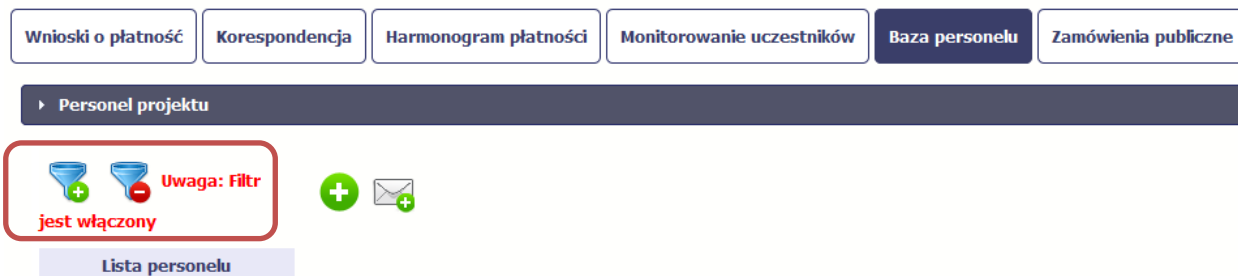 Wnioski o płatność Korespondencja Harmonogram płatności Monitorowanie uczestników Baza personelu Zamówienia publiczne
Personel projektu
Uwaga: Filtr
jest włączony
Lista personelu